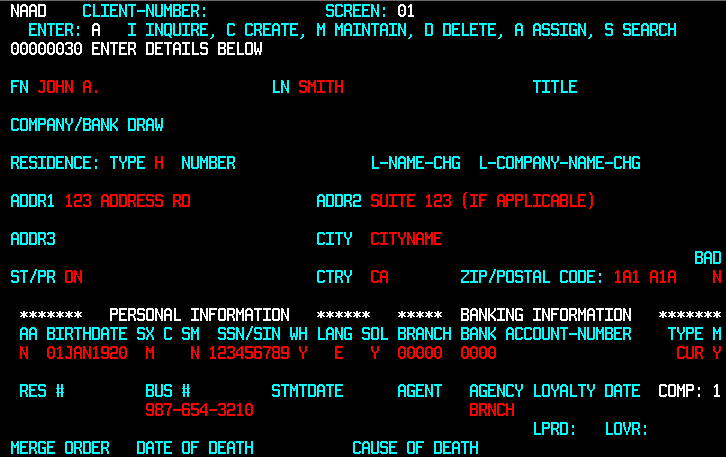 NAAD CLIENT-NUMBER: SCREEN: 01
ENTER: A I INQUIRE, C CREATE, M MAINTAIN, D DELETE, A ASSIGN, S SEARCH
00000030 ENTER DETAILS BELOW
FN JOHN A. LN SMITH TITLE
COMPANY/BANK DRAW
RESIDENCE: TYPE H NUMBER L-NAME-CHG L-COMPANY-NAME-CHG
ADDR1 123 ADDRESS RD ADDR2 SUITE 123 (IF APPLICABLE)
ADDR3 CITY CITYNAME
BAD
ST/PR ON CTRY CA ZIP/POSTAL CODE: 1A1 A1A N
******* PERSONAL INFORMATION ****** ***** BANKING INFORMATION *******
AA BIRTHDATE SX C SM SSN/SIN WH LANG SOL BRANCH BANK ACCOUNT-NUMBER TYPE M
N 01JAN1920 M N 123456789 Y E Y 00000 0000 CUR Y
RES # BUS # STMTDATE AGENT AGENCY LOYALTY DATE COMP: 1
987-654-3210 BRNCH
LPRD: LOVR:
MERGE ORDER DATE OF DEATH CAUSE OF DEATH